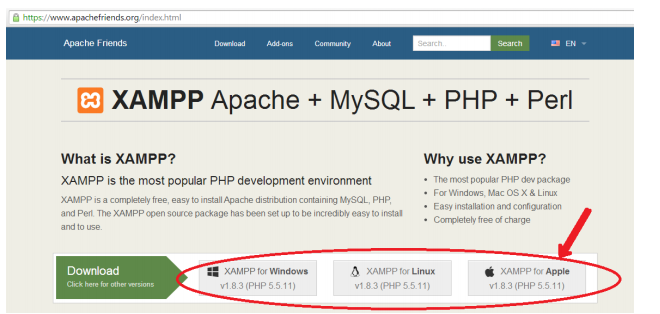 https://www.apachefriends.org/index.html
Apache Friends Download Add-ons Community About Search... Search EN
XAMPP Apache + MySQL + PHP + Perl
What is XAMPP?
XAMPP is the most popular PHP development environment
XAMPP is a completely free, easy to install Apache distribution containing MySQL, PHP,
and Perl. The XAMPP open source package has been set up to be incredibly easy to install
and to use.
Why use XAMPP?
The most popular PHP dev package
For Windows, Mac OS X & Linux
Easy installation and configuration
Completely free of charge
Download
Click here for other versions
XAMPP for Windows
v1.8.3 (PHP 5.5.11)
XAMPP for Linux
v1.8.3 (PHP 5.5.11)
XAMPP for Apple
v1.8.3 (PHP 5.5.11)